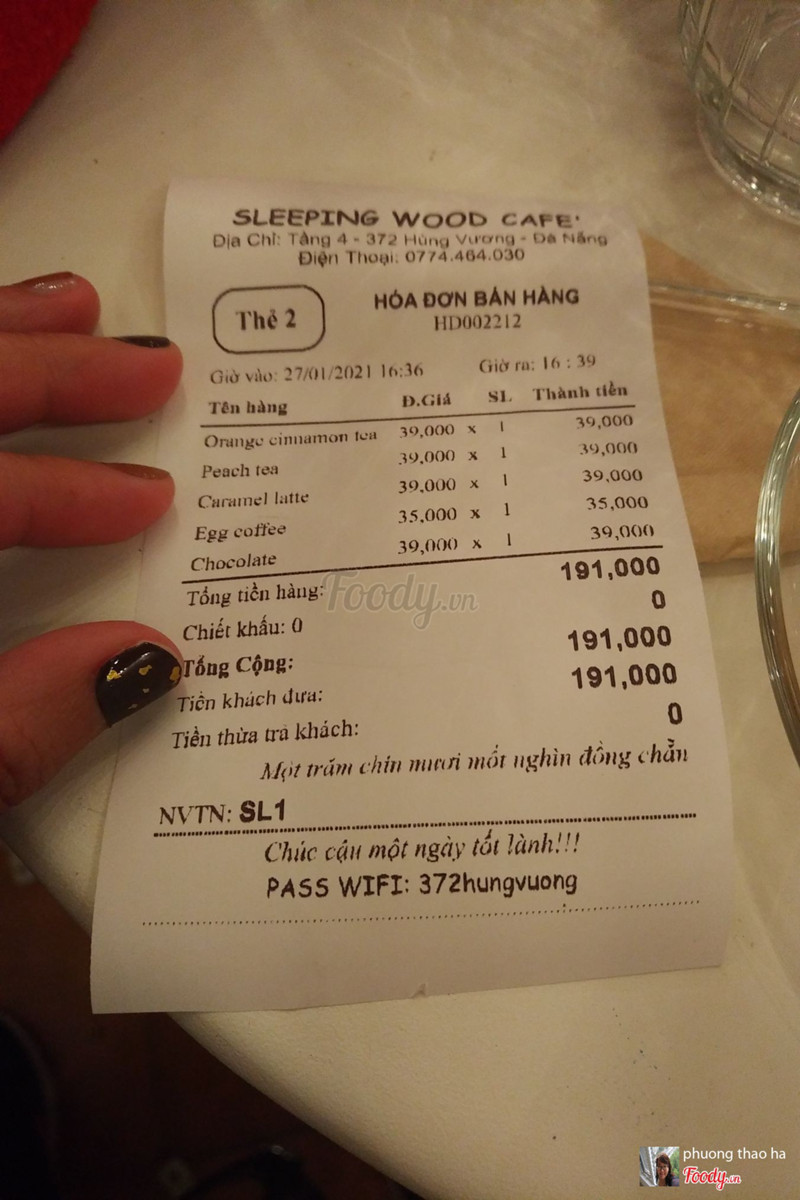 SLEEPING WOOD CAFE'
Địa Chỉ: Tầng 4 - 372 Hùng Vương - Đà Nẵng
Điện Thoại: 0774.464.030
Thẻ 2
HÓA ĐƠN BÁN HÀNG
HD002212
Giờ vào: 27/01/2021 16:36 Giờ ra: 16 : 39
Tên hàng Đ.Giá SL Thành tiền
Orange cinnamon tea 39,000 x 1 39,000
Peach tea 39,000 x 1 39,000
Caramel latte 39,000 x 1 39,000
Egg coffee 35,000 x 1 35,000
Chocolate 39,000 x 1 39,000
Tổng tiền hàng: 191,000
Chiết khấu: 0 0
Tổng Cộng: 191,000
Tiền khách đưa: 191,000
Tiền thừa trả khách: 0
Một trăm chín mươi mốt nghìn đồng chẵn
NVTN: SL1
Chúc cậu một ngày tốt lành!!!
PASS WIFI: 372hungvuong
Foody.vn
phuong thao ha
Foody.vn